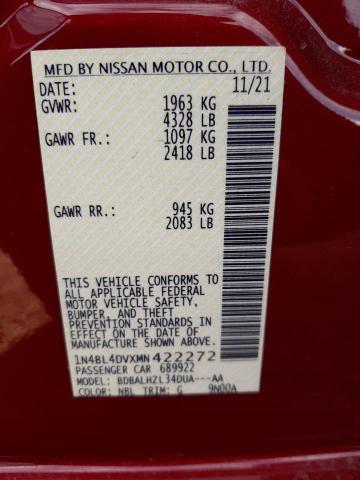 MFD BY NISSAN MOTOR CO., LTD.
DATE: 11/21
GVWR: 1963 KG
4328 LB
GAWR FR.: 1097 KG
2418 LB
GAWR RR.: 945 KG
2083 LB
THIS VEHICLE CONFORMS TO
ALL APPLICABLE FEDERAL
MOTOR VEHICLE SAFETY,
BUMPER, AND THEFT
PREVENTION STANDARDS IN
EFFECT ON THE DATE OF
MANUFACTURE SHOWN ABOVE.
1N4BL4DVXMN422272
PASSENGER CAR 689922
MODEL: BDBALHZL34DUA---AA
COLOR: NBL TRIM: G 9N00A